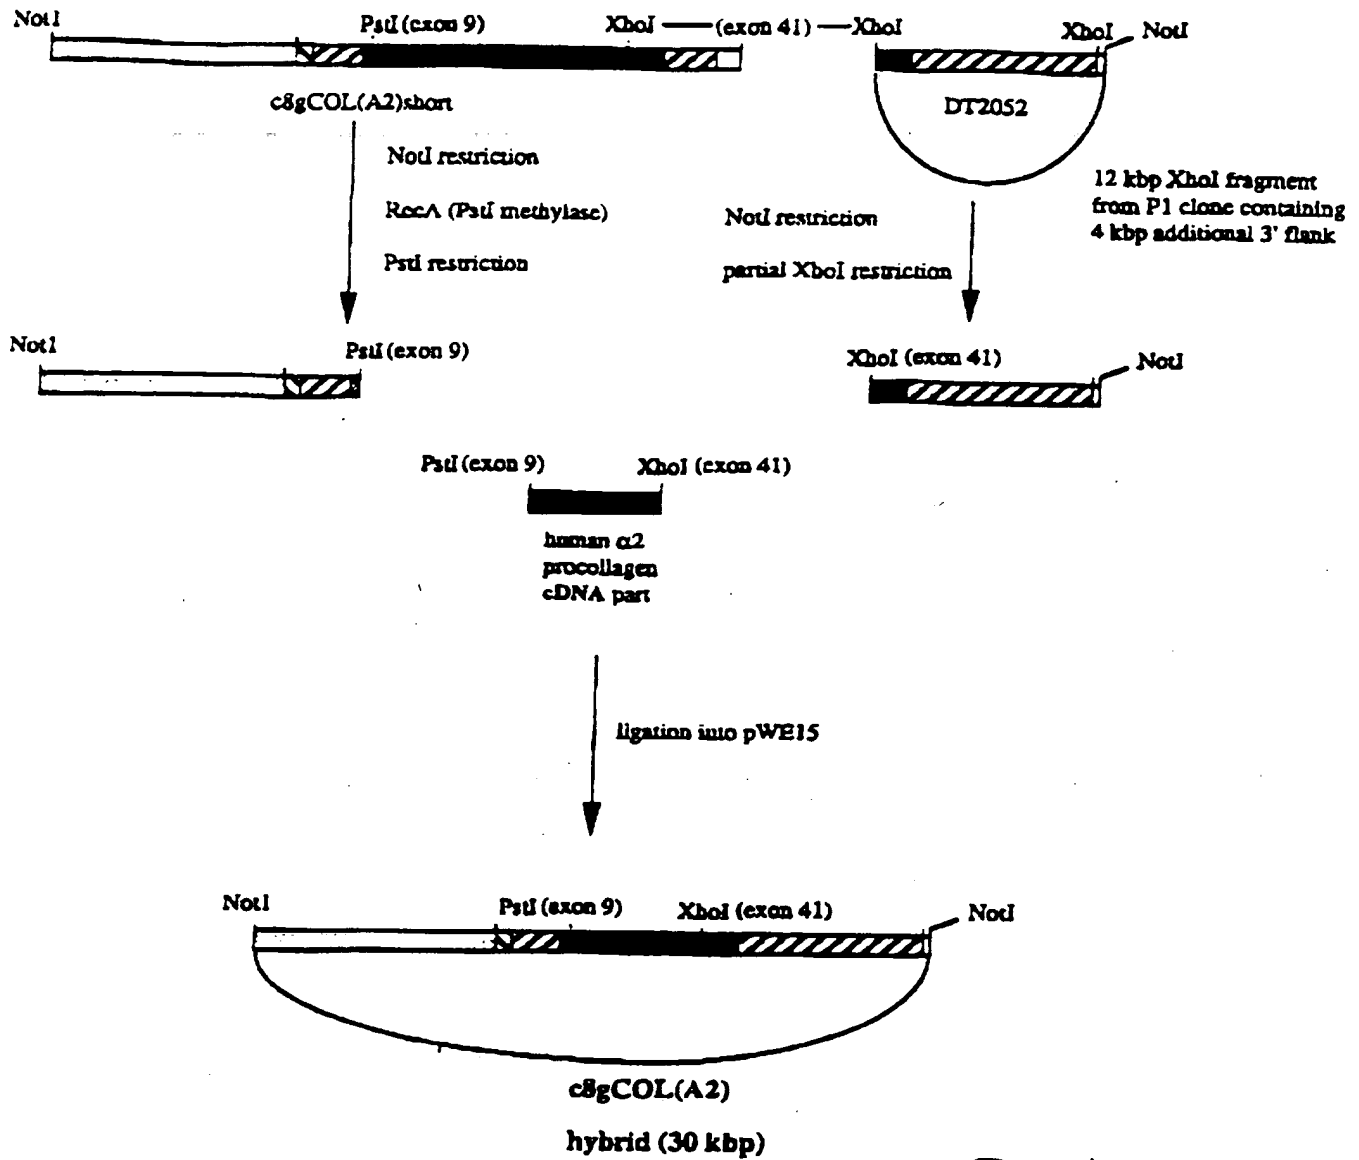 Not1
PstI (exon 9)
XhoI — (exon 41) — XhoI
XhoI
NotI
c8gCOL(A2)short
DT2052
NotI restriction
RecA (PstI methylase)
PstI restriction
12 kbp XhoI fragment
from P1 clone containing
4 kbp additional 3' flank
NotI restriction
partial XhoI restriction
Not1
PstI (exon 9)
XhoI (exon 41)
NotI
PstI (exon 9)
XhoI (exon 41)
human α2
procollagen
cDNA part
ligation into pWE15
NotI
PstI (exon 9)
XhoI (exon 41)
NotI
c8gCOL(A2)
hybrid (30 kbp)